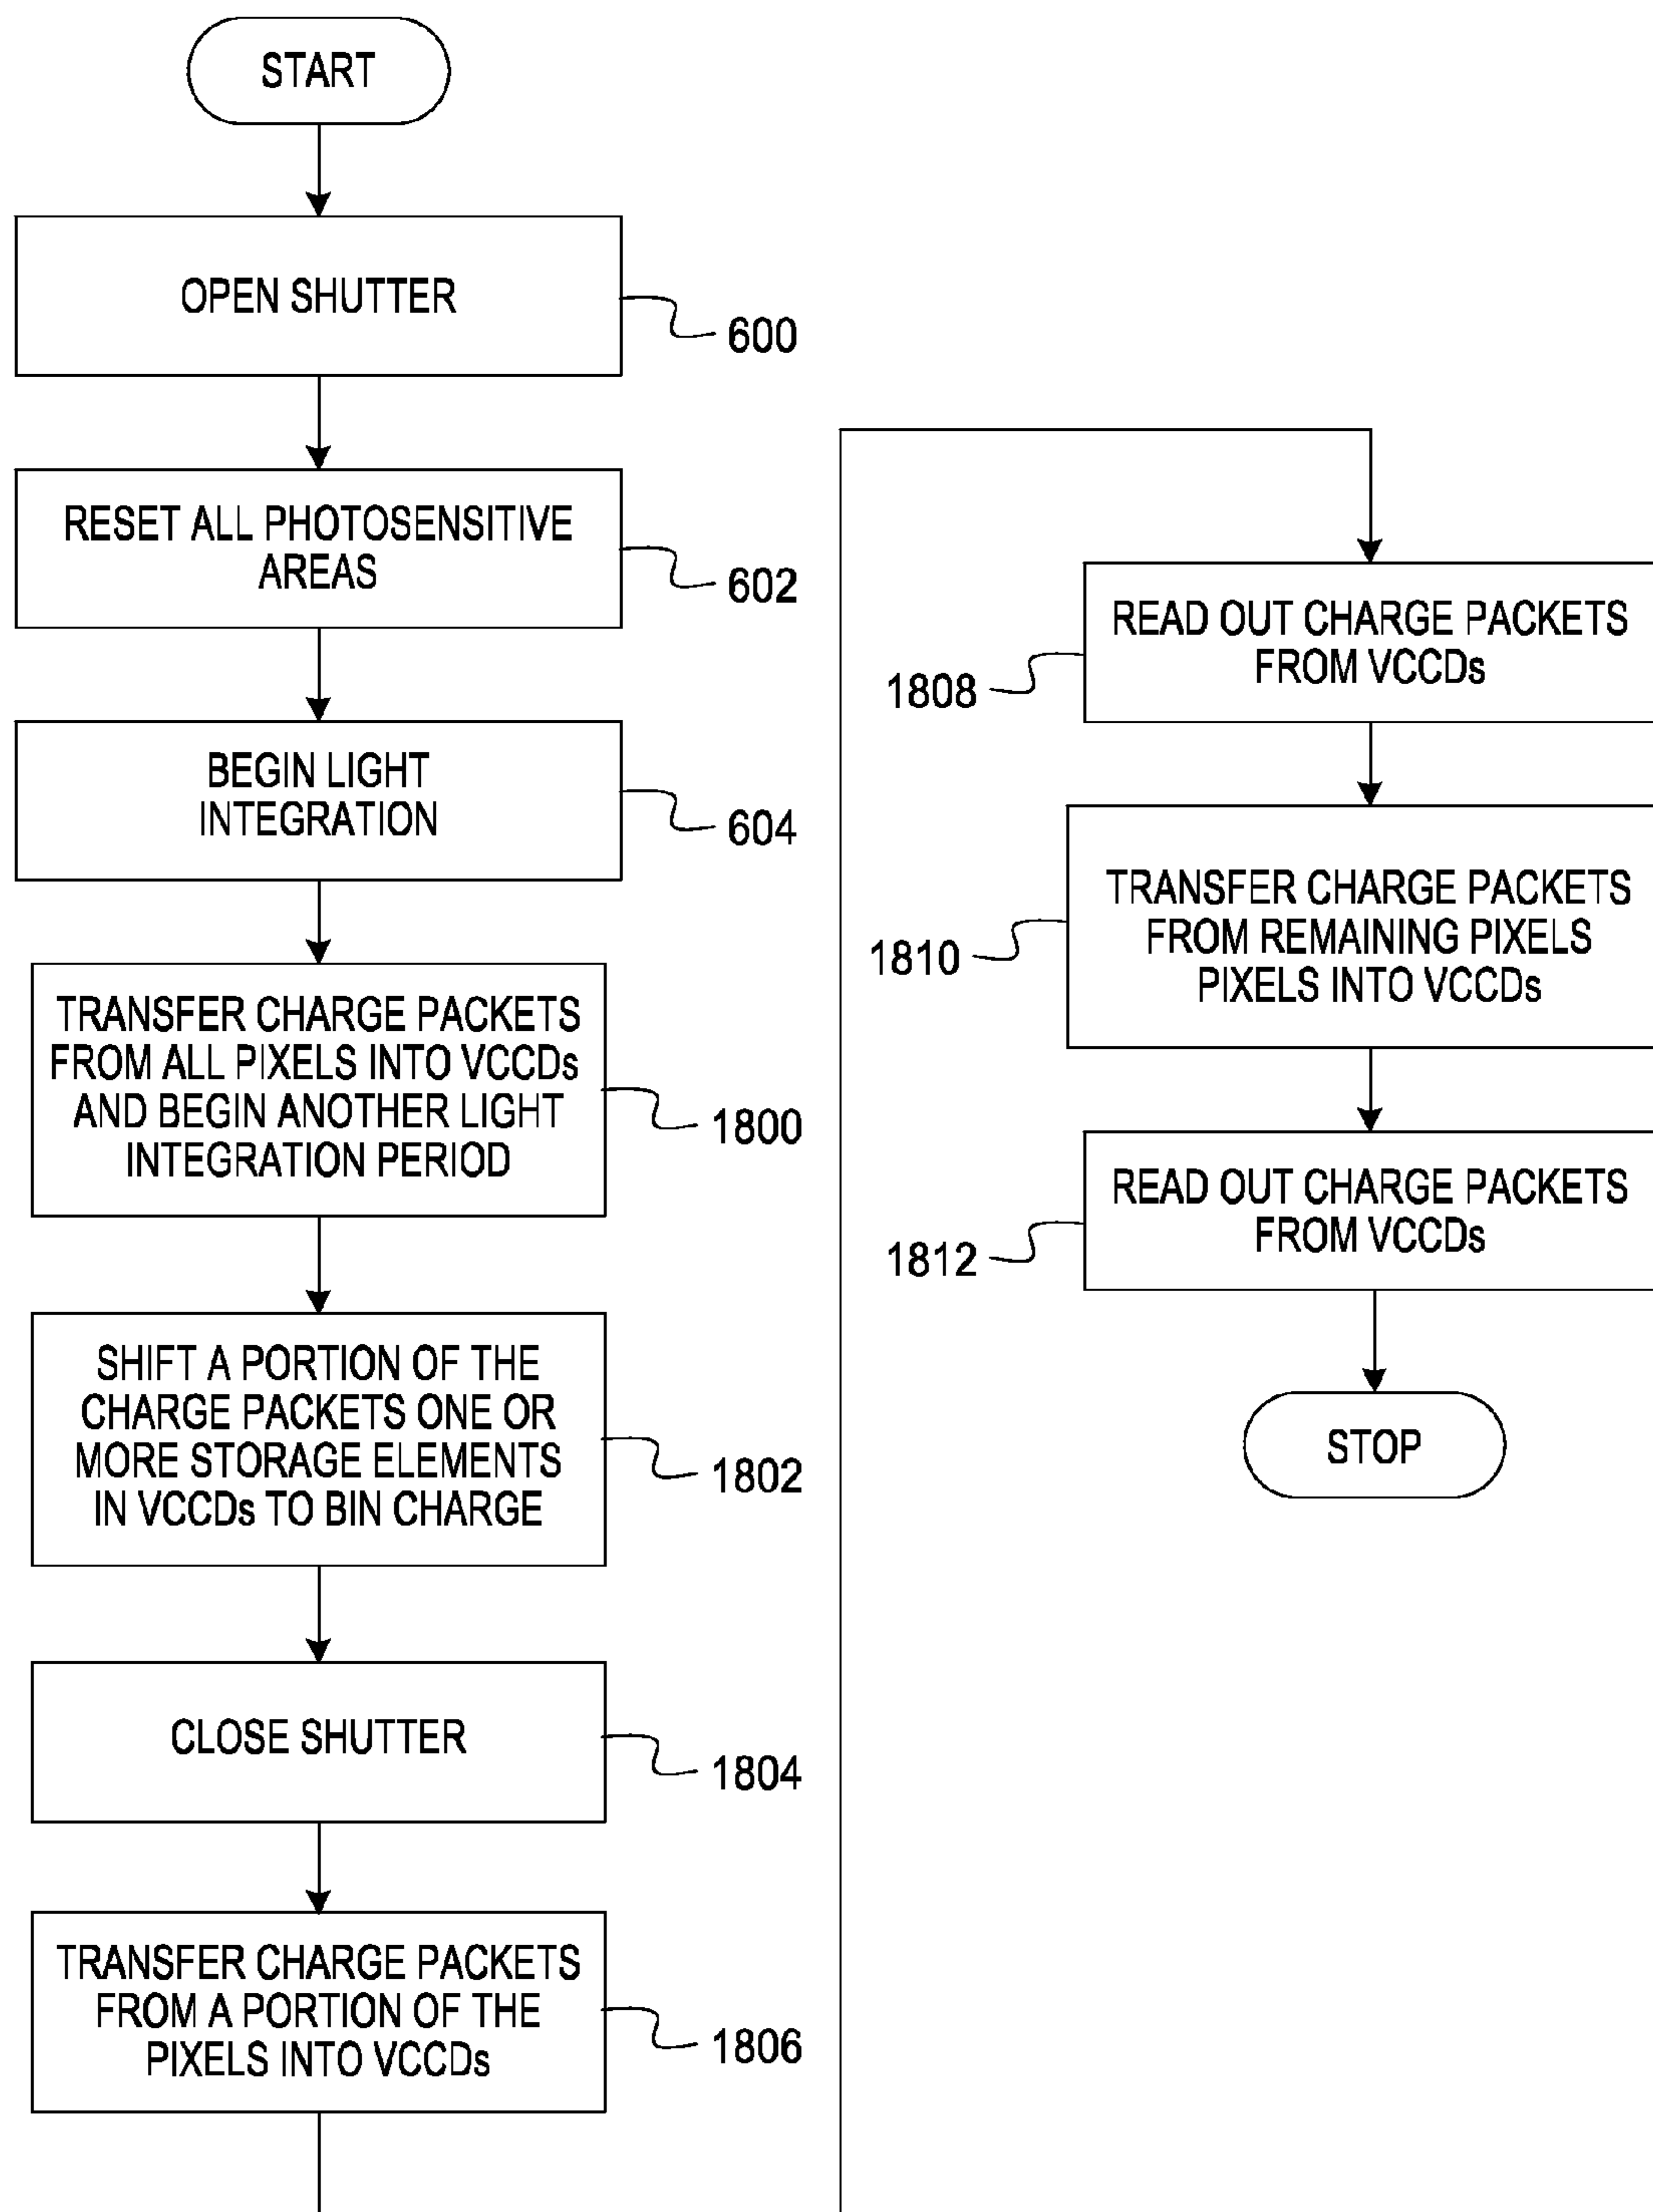 START
OPEN SHUTTER
600
RESET ALL PHOTOSENSITIVE
AREAS
602
BEGIN LIGHT
INTEGRATION
604
TRANSFER CHARGE PACKETS
FROM ALL PIXELS INTO VCCDs
AND BEGIN ANOTHER LIGHT
INTEGRATION PERIOD
1800
SHIFT A PORTION OF THE
CHARGE PACKETS ONE OR
MORE STORAGE ELEMENTS
IN VCCDs TO BIN CHARGE
1802
CLOSE SHUTTER
1804
TRANSFER CHARGE PACKETS
FROM A PORTION OF THE
PIXELS INTO VCCDs
1806
READ OUT CHARGE PACKETS
FROM VCCDs
1808
TRANSFER CHARGE PACKETS
FROM REMAINING PIXELS
PIXELS INTO VCCDs
1810
READ OUT CHARGE PACKETS
FROM VCCDs
1812
STOP